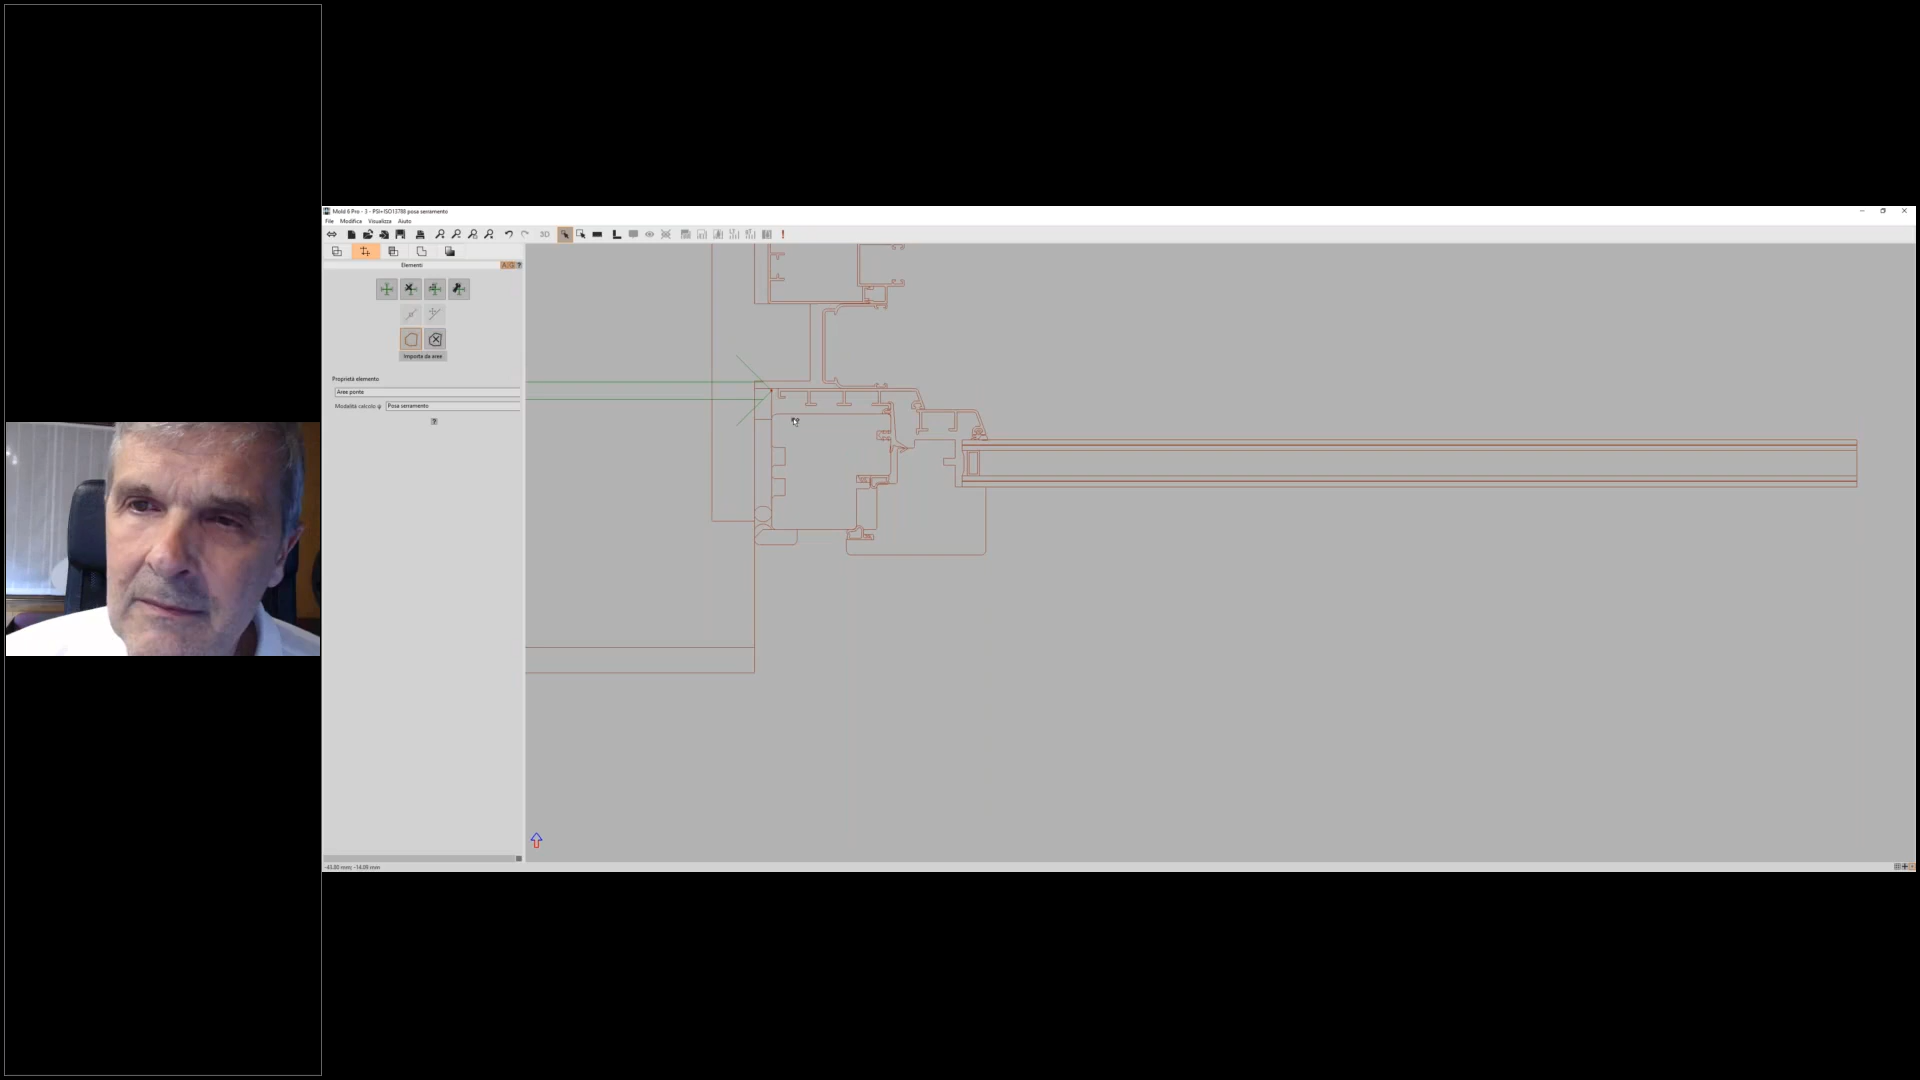 Mold 6 Pro - 3 - PSI+ISO13788 posa serramento
File Modifica Visualizza Aiuto
3D
Elementi
?
Importa da aree
Proprietà elemento
Aree ponte
Modalità calcolo ψ Posa serramento
?